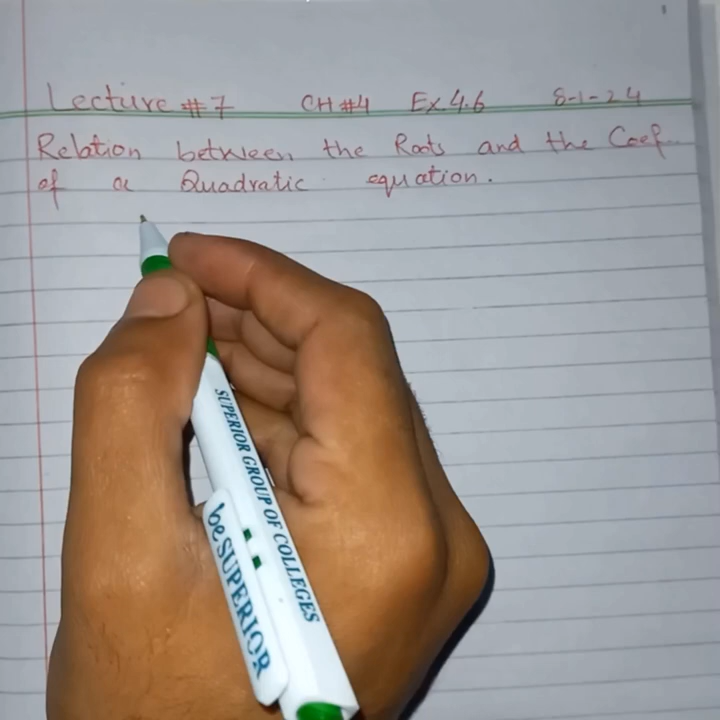 Lecture #7 CH #4 Ex 4.6 8-1-24
Relation between the Roots and the Coef..
of a Quadratic equation.
SUPERIOR GROUP OF COLLEGES
be SUPERIOR